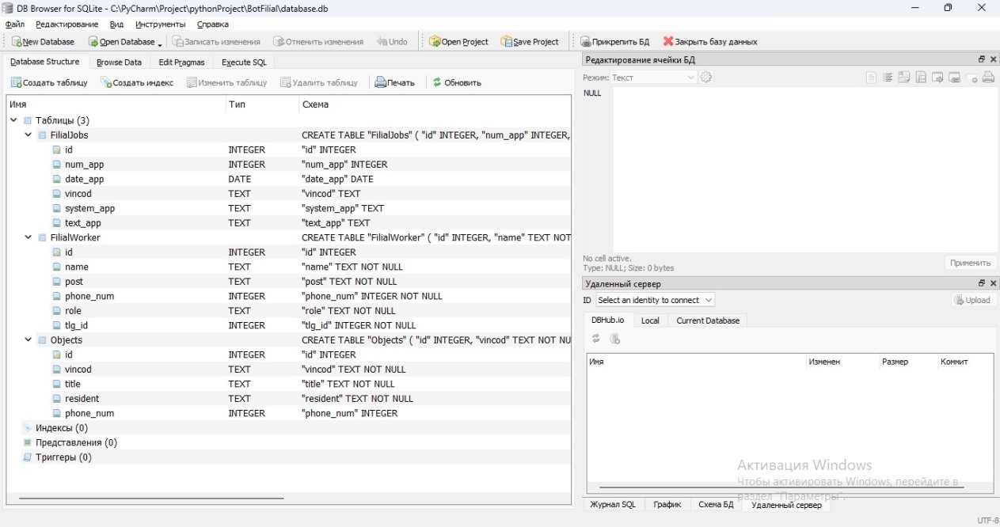 DB Browser for SQLite - C:\PyCharm\Project\pythonProject\BotFilial\database.db
Файл Редактирование Вид Инструменты Справка
New Database Open Database Записать изменения Отменить изменения Undo Open Project Save Project Прикрепить БД Закрыть базу данных
Database Structure Browse Data Edit Pragmas Execute SQL
Создать таблицу Создать индекс Изменить таблицу Удалить таблицу Печать Обновить
Имя Тип Схема
Таблицы (3)
FilialJobs CREATE TABLE "FilialJobs" ( "id" INTEGER, "num_app" INTEGER,
id INTEGER "id" INTEGER
num_app INTEGER "num_app" INTEGER
date_app DATE "date_app" DATE
vincod TEXT "vincod" TEXT
system_app TEXT "system_app" TEXT
text_app TEXT "text_app" TEXT
FilialWorker CREATE TABLE "FilialWorker" ( "id" INTEGER, "name" TEXT NOT
id INTEGER "id" INTEGER
name TEXT "name" TEXT NOT NULL
post TEXT "post" TEXT NOT NULL
phone_num INTEGER "phone_num" INTEGER NOT NULL
role TEXT "role" TEXT NOT NULL
tlg_id INTEGER "tlg_id" INTEGER NOT NULL
Objects CREATE TABLE "Objects" ( "id" INTEGER, "vincod" TEXT NOT NU
id INTEGER "id" INTEGER
vincod TEXT "vincod" TEXT NOT NULL
title TEXT "title" TEXT NOT NULL
resident TEXT "resident" TEXT NOT NULL
phone_num INTEGER "phone_num" INTEGER
Индексы (0)
Представления (0)
Триггеры (0)
Редактирование ячейки БД
Режим: Текст
NULL
No cell active.
Type: NULL; Size: 0 bytes
Применить
Удаленный сервер
ID Select an identity to connect Upload
DBHub.io Local Current Database
Имя Изменен Размер Коммит
Активация Windows
Чтобы активировать Windows, перейдите в
раздел "Параметры".
Журнал SQL График Схема БД Удаленный сервер
UTF-8